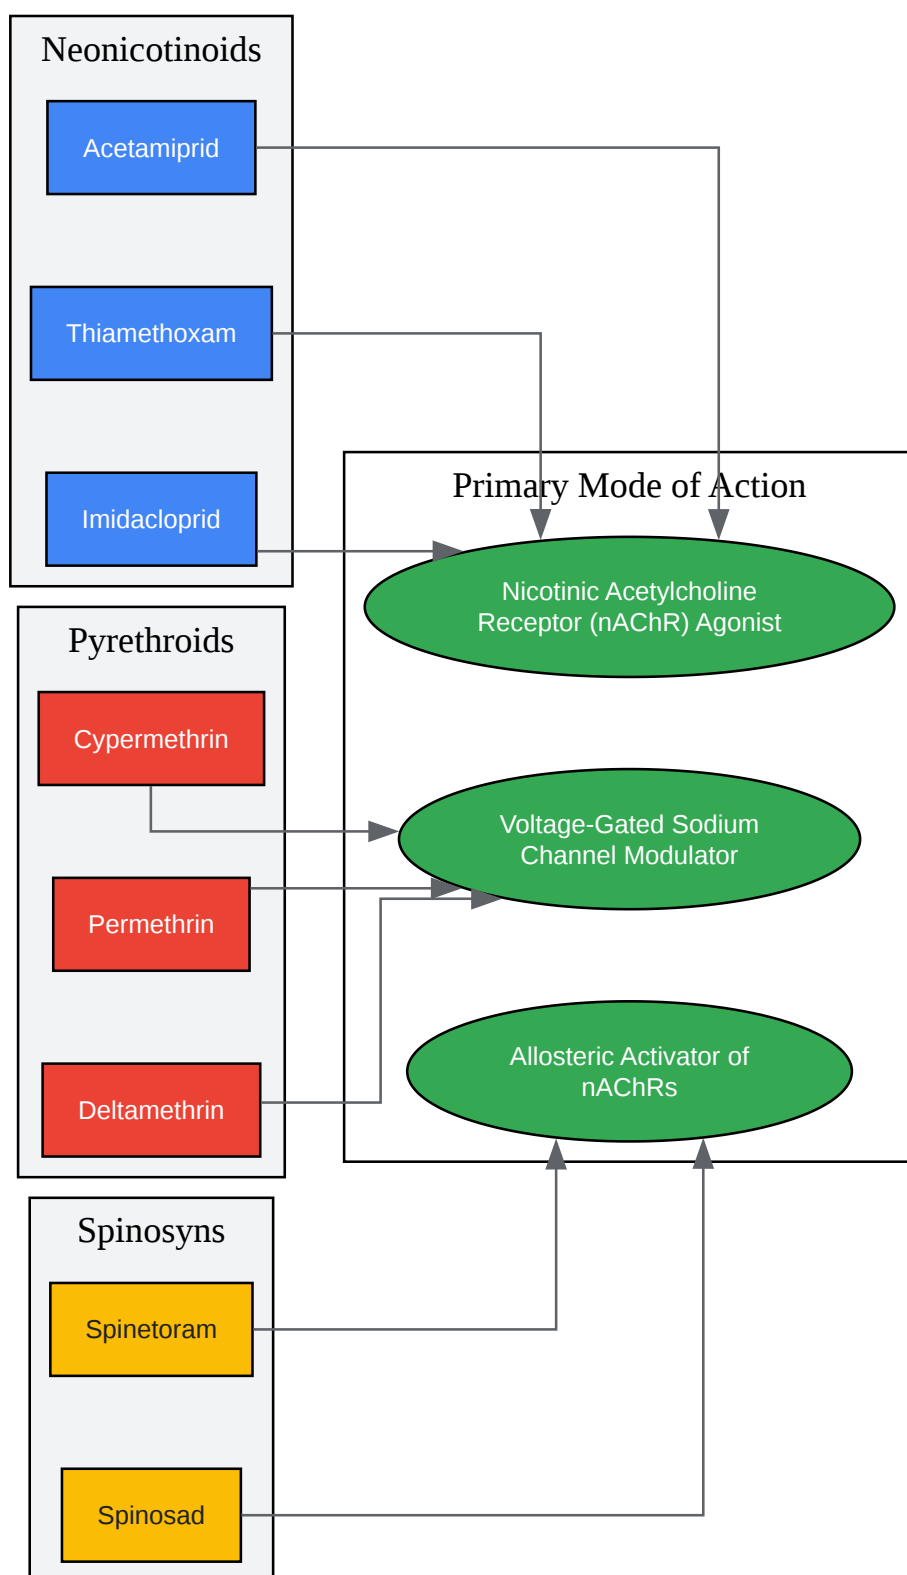 Neonicotinoids
Acetamiprid
Thiamethoxam
Imidacloprid
Primary Mode of Action
Nicotinic Acetylcholine
Receptor (nAChR) Agonist
Pyrethroids
Cypermethrin
Voltage-Gated Sodium
Channel Modulator
Permethrin
Deltamethrin
Allosteric Activator of
nAChRs
Spinosyns
Spinetoram
Spinosad